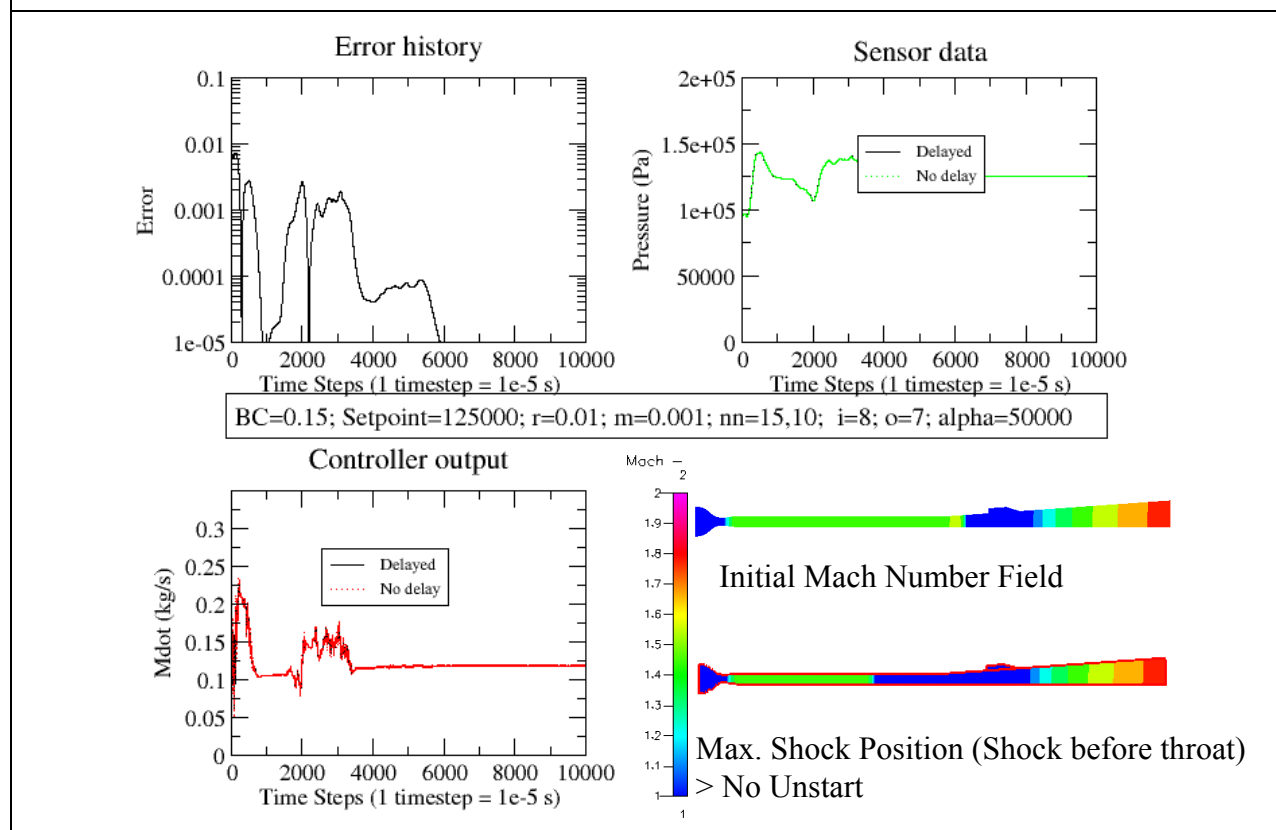 Error history
0.1
0.01
0.001
0.0001
1e-05
Error
0 2000 4000 6000 8000 10000
Time Steps (1 timestep = 1e-5 s)
Sensor data
2e+05
1.5e+05
1e+05
50000
0
Pressure (Pa)
Delayed
No delay
0 2000 4000 6000 8000 10000
Time Steps (1 timestep = 1e-5 s)
BC=0.15; Setpoint=125000; r=0.01; m=0.001; nn=15,10; i=8; o=7; alpha=50000
Controller output
0.3
0.25
0.2
0.15
0.1
0.05
0
Mdot (kg/s)
Delayed
No delay
0 2000 4000 6000 8000 10000
Time Steps (1 timestep = 1e-5 s)
Mach –
2
2
1.9
1.8
1.7
1.6
1.5
1.4
1.3
1.2
1.1
1
1
Initial Mach Number Field
Max. Shock Position (Shock before throat)
> No Unstart